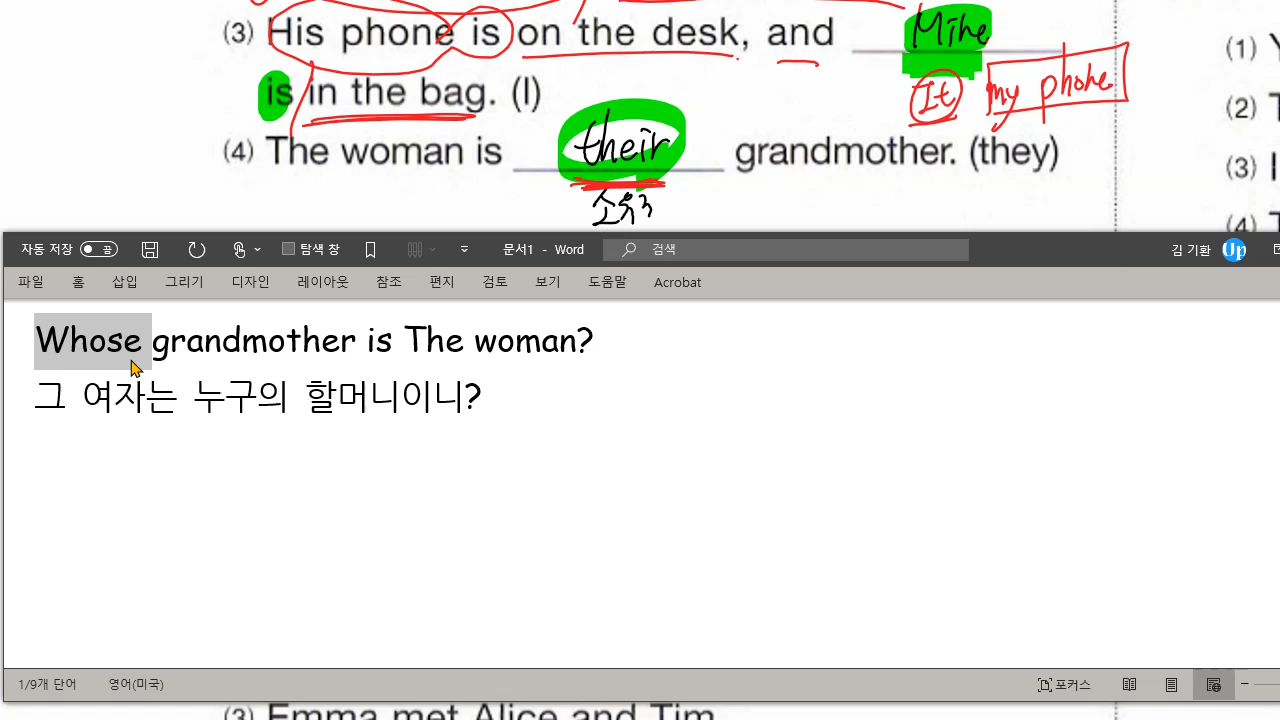 (3) His phone is on the desk, and Mine
is in the bag. (I)
It my phone
(4) The woman is their grandmother. (they)
소유격
(1) Y
(2) T
(3) I
(4) T
자동 저장 끔 탐색 창 문서1 - Word 검색 김 기환 Up
파일 홈 삽입 그리기 디자인 레이아웃 참조 편지 검토 보기 도움말 Acrobat
Whose grandmother is The woman?
그 여자는 누구의 할머니이니?
1/9개 단어 영어(미국) 포커스
(3) Emma met Alice and Tim